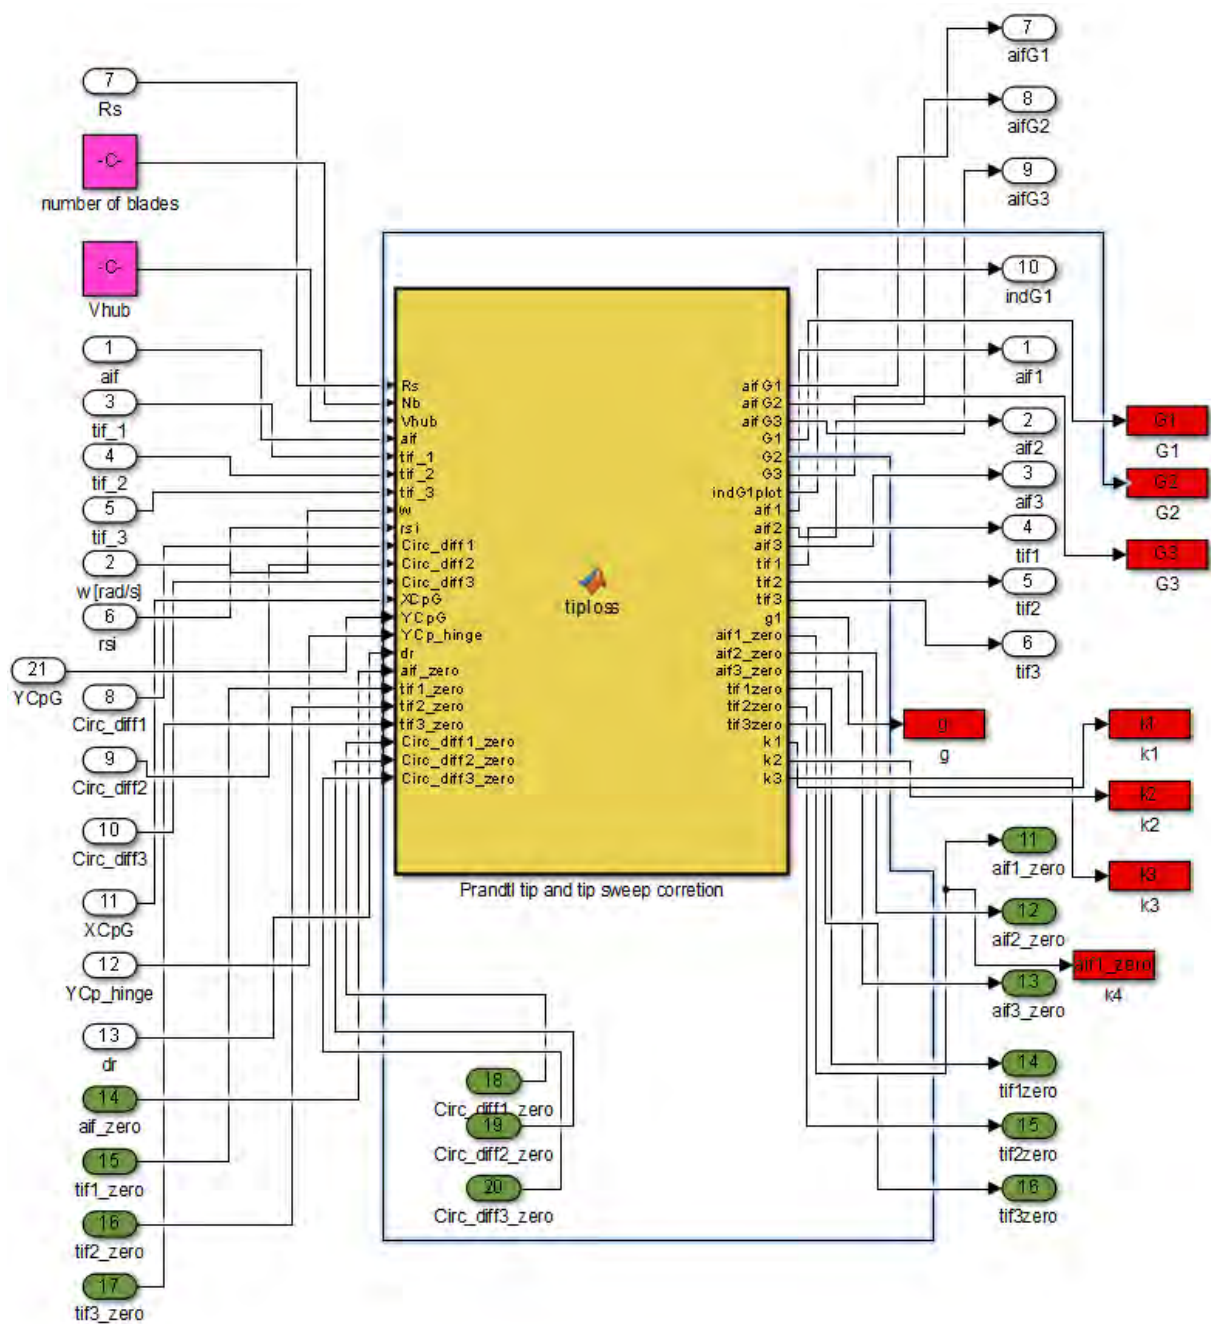 7
Rs
-C-
number of blades
-C-
Vhub
1
aif
3
tif_1
4
tif_2
5
tif_3
2
w[rad/s]
6
rsi
21
YCpG
8
Circ_diff1
9
Circ_diff2
10
Circ_diff3
11
XCpG
12
YCp_hinge
13
dr
14
aif_zero
15
tif1_zero
16
tif2_zero
17
tif3_zero
Rs
Nb
Vhub
aif
tif_1
tif_2
tif_3
w
rsi
Circ_diff1
Circ_diff2
Circ_diff3
XCpG
YCpG
YCp_hinge
dr
aif_zero
tif1_zero
tif2_zero
tif3_zero
Circ_diff1_zero
Circ_diff2_zero
Circ_diff3_zero
tiploss
aifG1
aifG2
aifG3
G1
G2
G3
indG1plot
aif1
aif2
aif3
tif1
tif2
tif3
g1
aif1_zero
aif2_zero
aif3_zero
tif1zero
tif2zero
tif3zero
k1
k2
k3
Prandtl tip and tip sweep corretion
18
Circ_diff1_zero
19
Circ_diff2_zero
20
Circ_diff3_zero
7
aifG1
8
aifG2
9
aifG3
10
indG1
1
aif1
2
aif2
3
aif3
4
tif1
5
tif2
6
tif3
G1
G1
G2
G2
G3
G3
g
g
k1
k1
k2
k2
k3
k3
11
aif1_zero
12
aif2_zero
13
aif3_zero
aif1_zero
k4
14
tif1zero
15
tif2zero
16
tif3zero